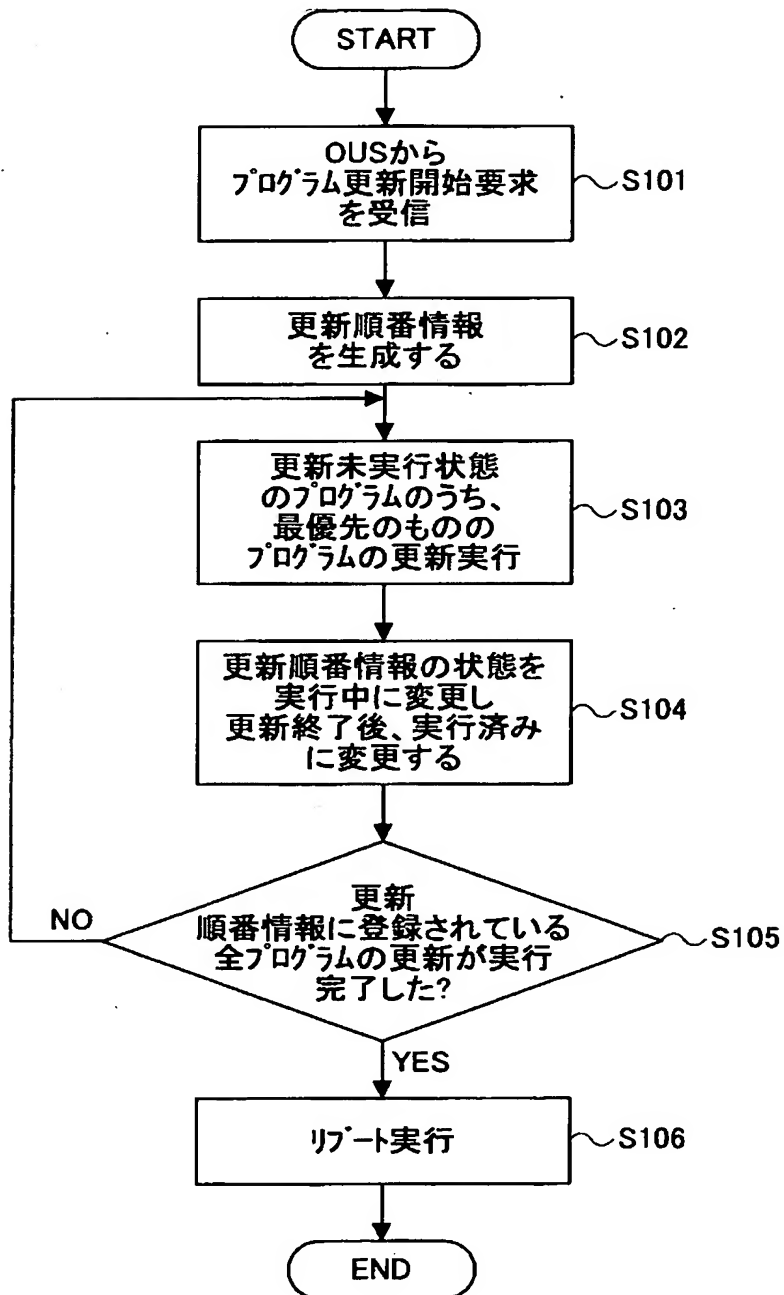 START
OUSから
プログラム更新開始要求
を受信
S101
更新順番情報
を生成する
S102
更新未実行状態
のプログラムのうち、
最優先のものの
プログラムの更新実行
S103
更新順番情報の状態を
実行中に変更し
更新終了後、実行済み
に変更する
S104
更新
順番情報に登録されている
全プログラムの更新が実行
完了した?
S105
NO
YES
リブート実行
S106
END